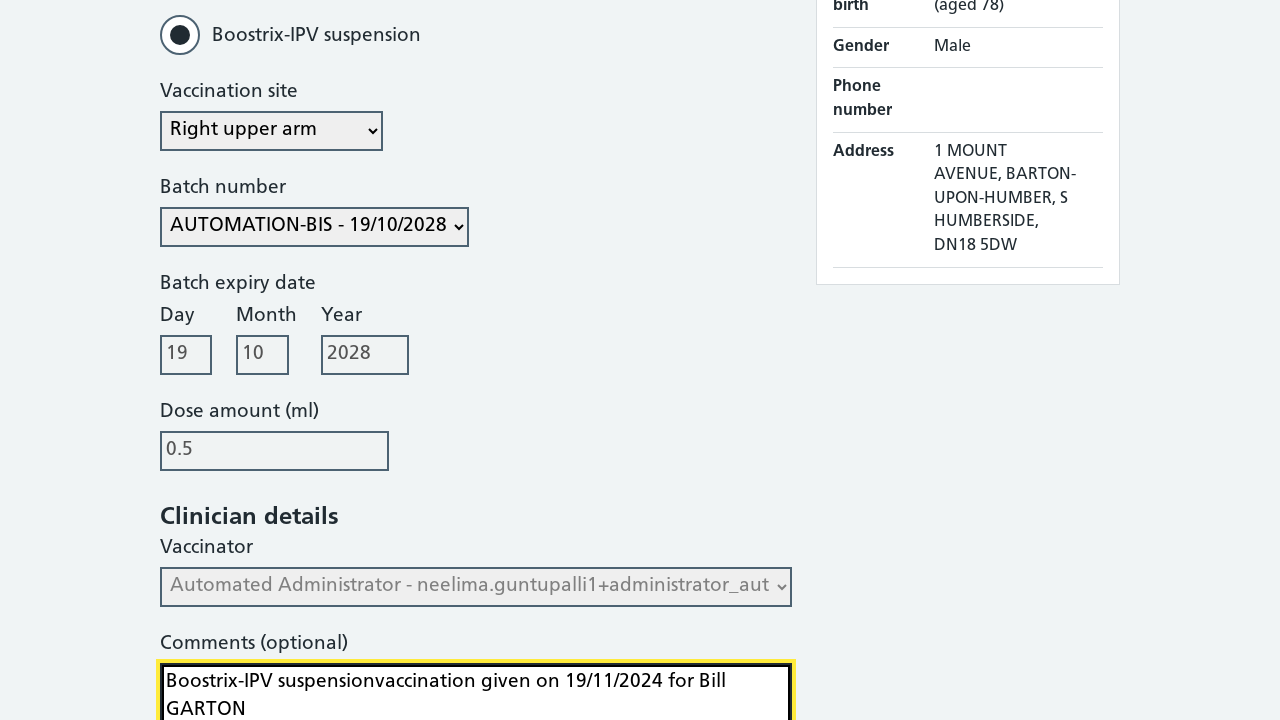 Boostrix-IPV suspension
Vaccination site
Right upper arm
Batch number
AUTOMATION-BIS - 19/10/2028
Batch expiry date
Day Month Year
19 10 2028
Dose amount (ml)
0.5
Clinician details
Vaccinator
Automated Administrator - neelima.guntupalli1+administrator_aut
Comments (optional)
Boostrix-IPV suspensionvaccination given on 19/11/2024 for Bill
GARTON
birth (aged 78)
Gender Male
Phone
number
Address 1 MOUNT
AVENUE, BARTON-
UPON-HUMBER, S
HUMBERSIDE,
DN18 5DW